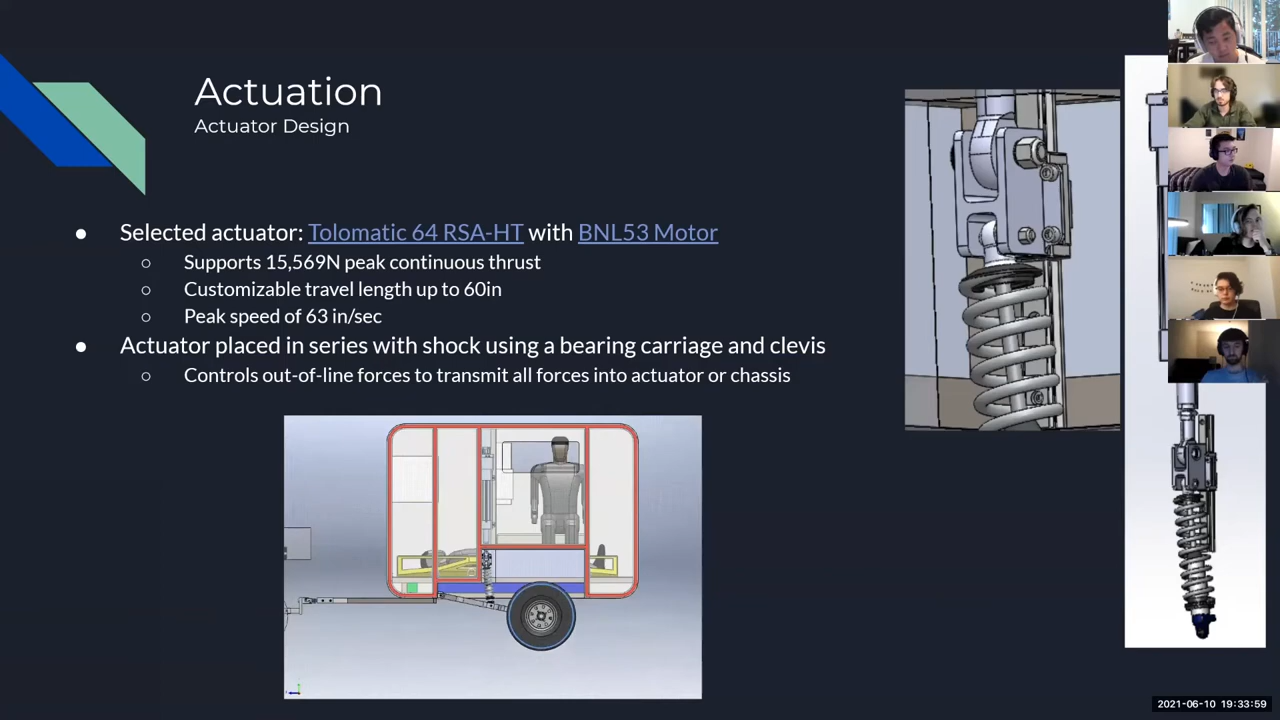 Actuation
Actuator Design
● Selected actuator: Tolomatic 64 RSA-HT with BNL53 Motor
○ Supports 15,569N peak continuous thrust
○ Customizable travel length up to 60in
○ Peak speed of 63 in/sec
● Actuator placed in series with shock using a bearing carriage and clevis
○ Controls out-of-line forces to transmit all forces into actuator or chassis
2021-06-10 19:33:59